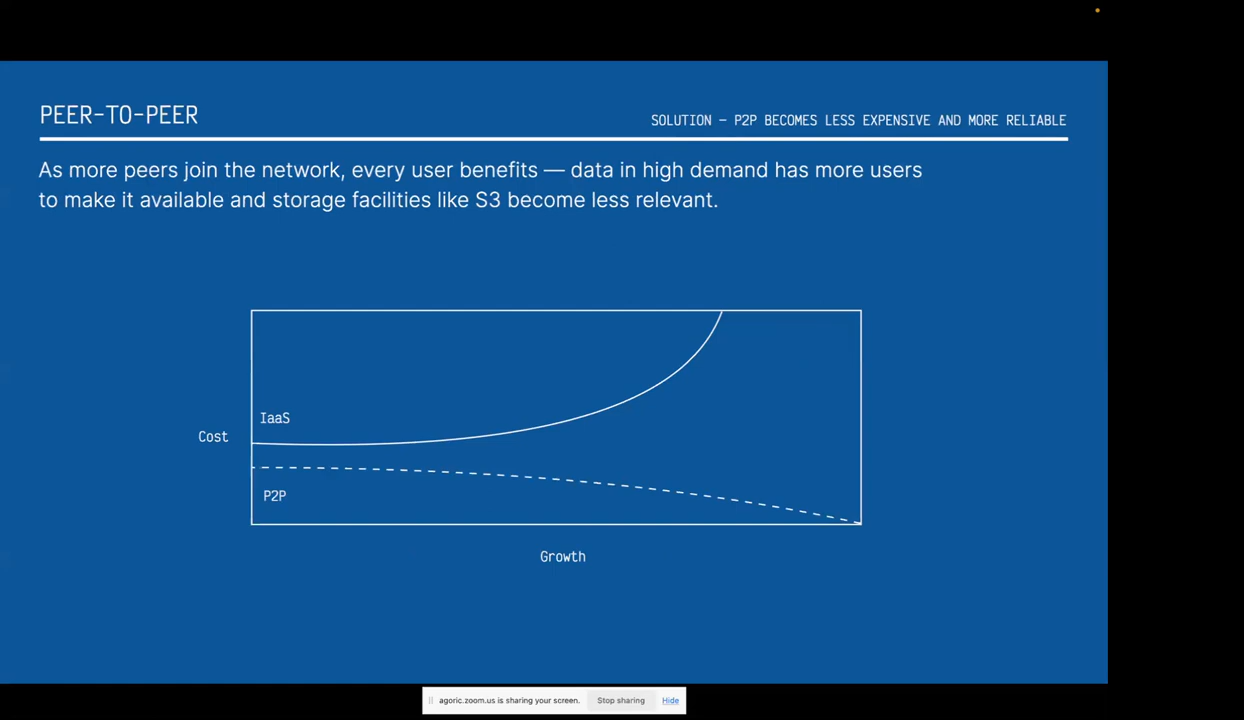 PEER-TO-PEER
SOLUTION – P2P BECOMES LESS EXPENSIVE AND MORE RELIABLE
As more peers join the network, every user benefits — data in high demand has more users
to make it available and storage facilities like S3 become less relevant.
IaaS
Cost
P2P
Growth
agoric.zoom.us is sharing your screen.
Stop sharing
Hide